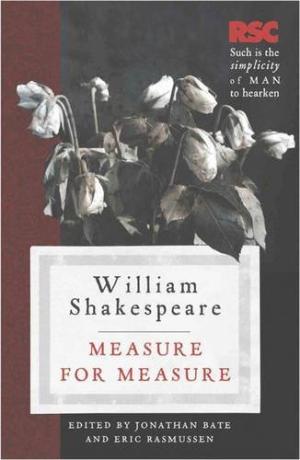 RSC
Such is the
simplicity
of MAN
to hearken
William
Shakespeare
MEASURE
FOR MEASURE
EDITED BY JONATHAN BATE
AND ERIC RASMUSSEN